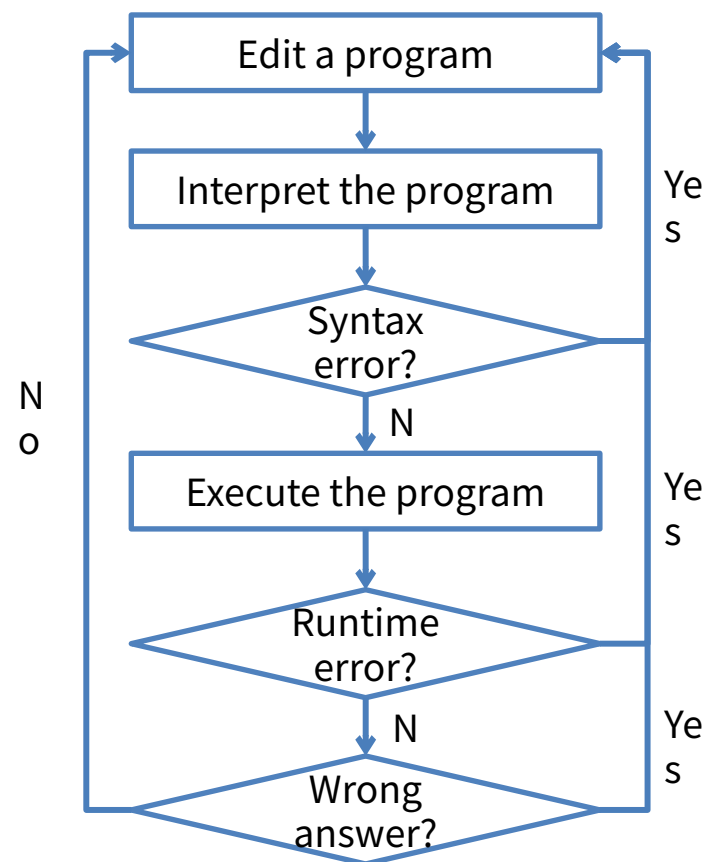 Edit a program
Interpret the program
Ye
s
Syntax
error?
N
o
N
Execute the program
Ye
s
Runtime
error?
N
Ye
s
Wrong
answer?